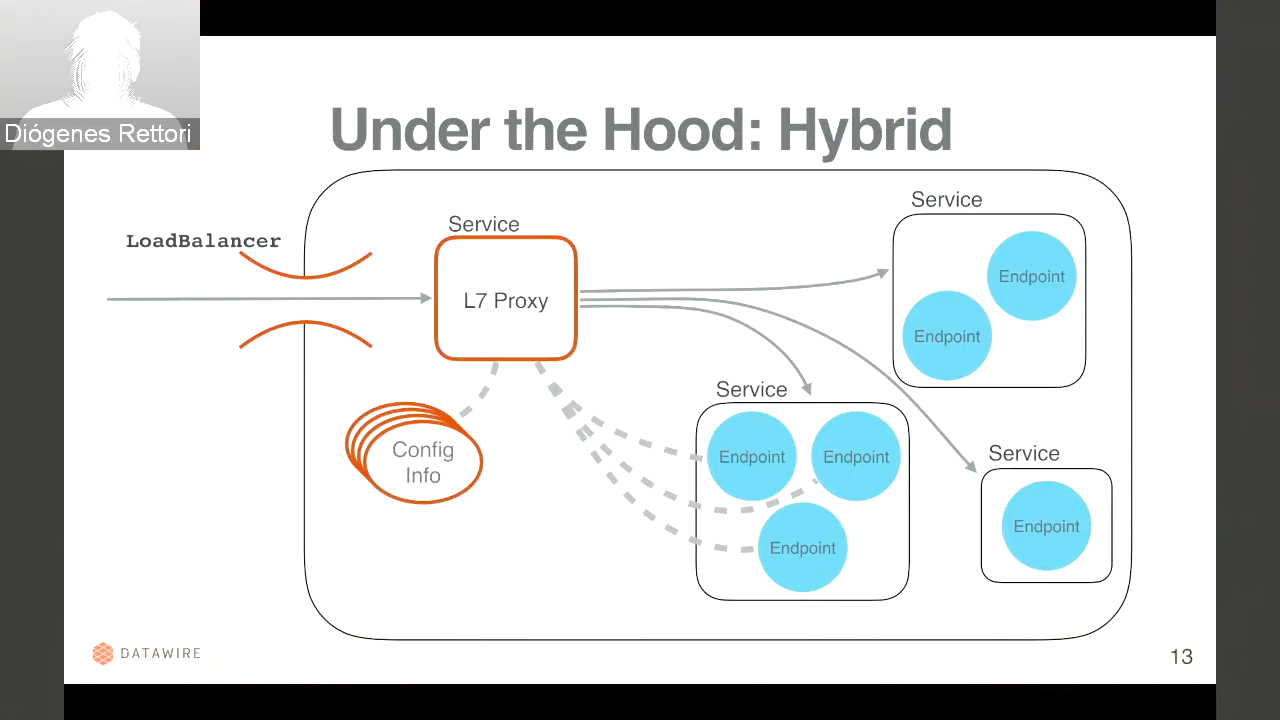 Diógenes Rettori
Under the Hood: Hybrid
LoadBalancer
Service
L7 Proxy
Config
Info
Service
Endpoint
Endpoint
Service
Endpoint
Endpoint
Endpoint
Service
Endpoint
DATAWIRE
13